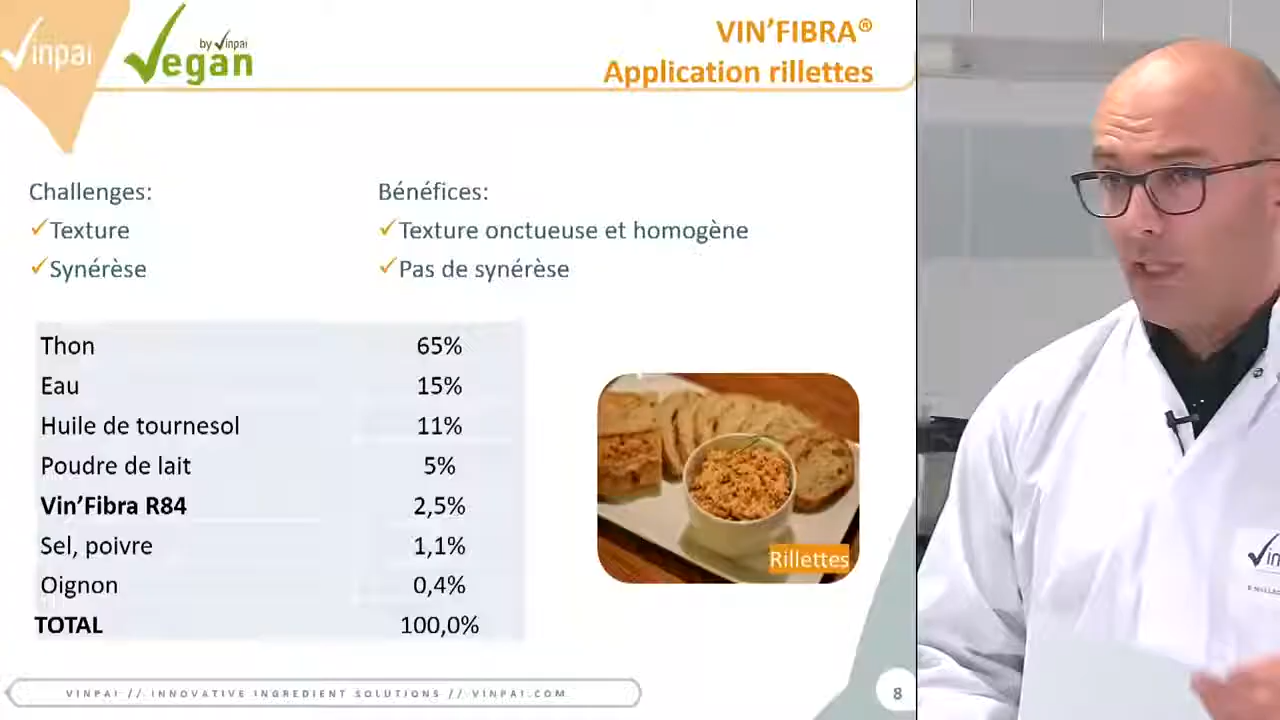 Vinpai
by Vinpai
Vegan
VIN'FIBRA®
Application rillettes
Challenges:
✓Texture
✓Synérèse
Bénéfices:
✓Texture onctueuse et homogène
✓Pas de synérèse
Thon 65%
Eau 15%
Huile de tournesol 11%
Poudre de lait 5%
Vin'Fibra R84 2,5%
Sel, poivre 1,1%
Oignon 0,4%
TOTAL 100,0%
Rillettes
VINPAI // INNOVATIVE INGREDIENT SOLUTIONS // VINPAI.COM
8